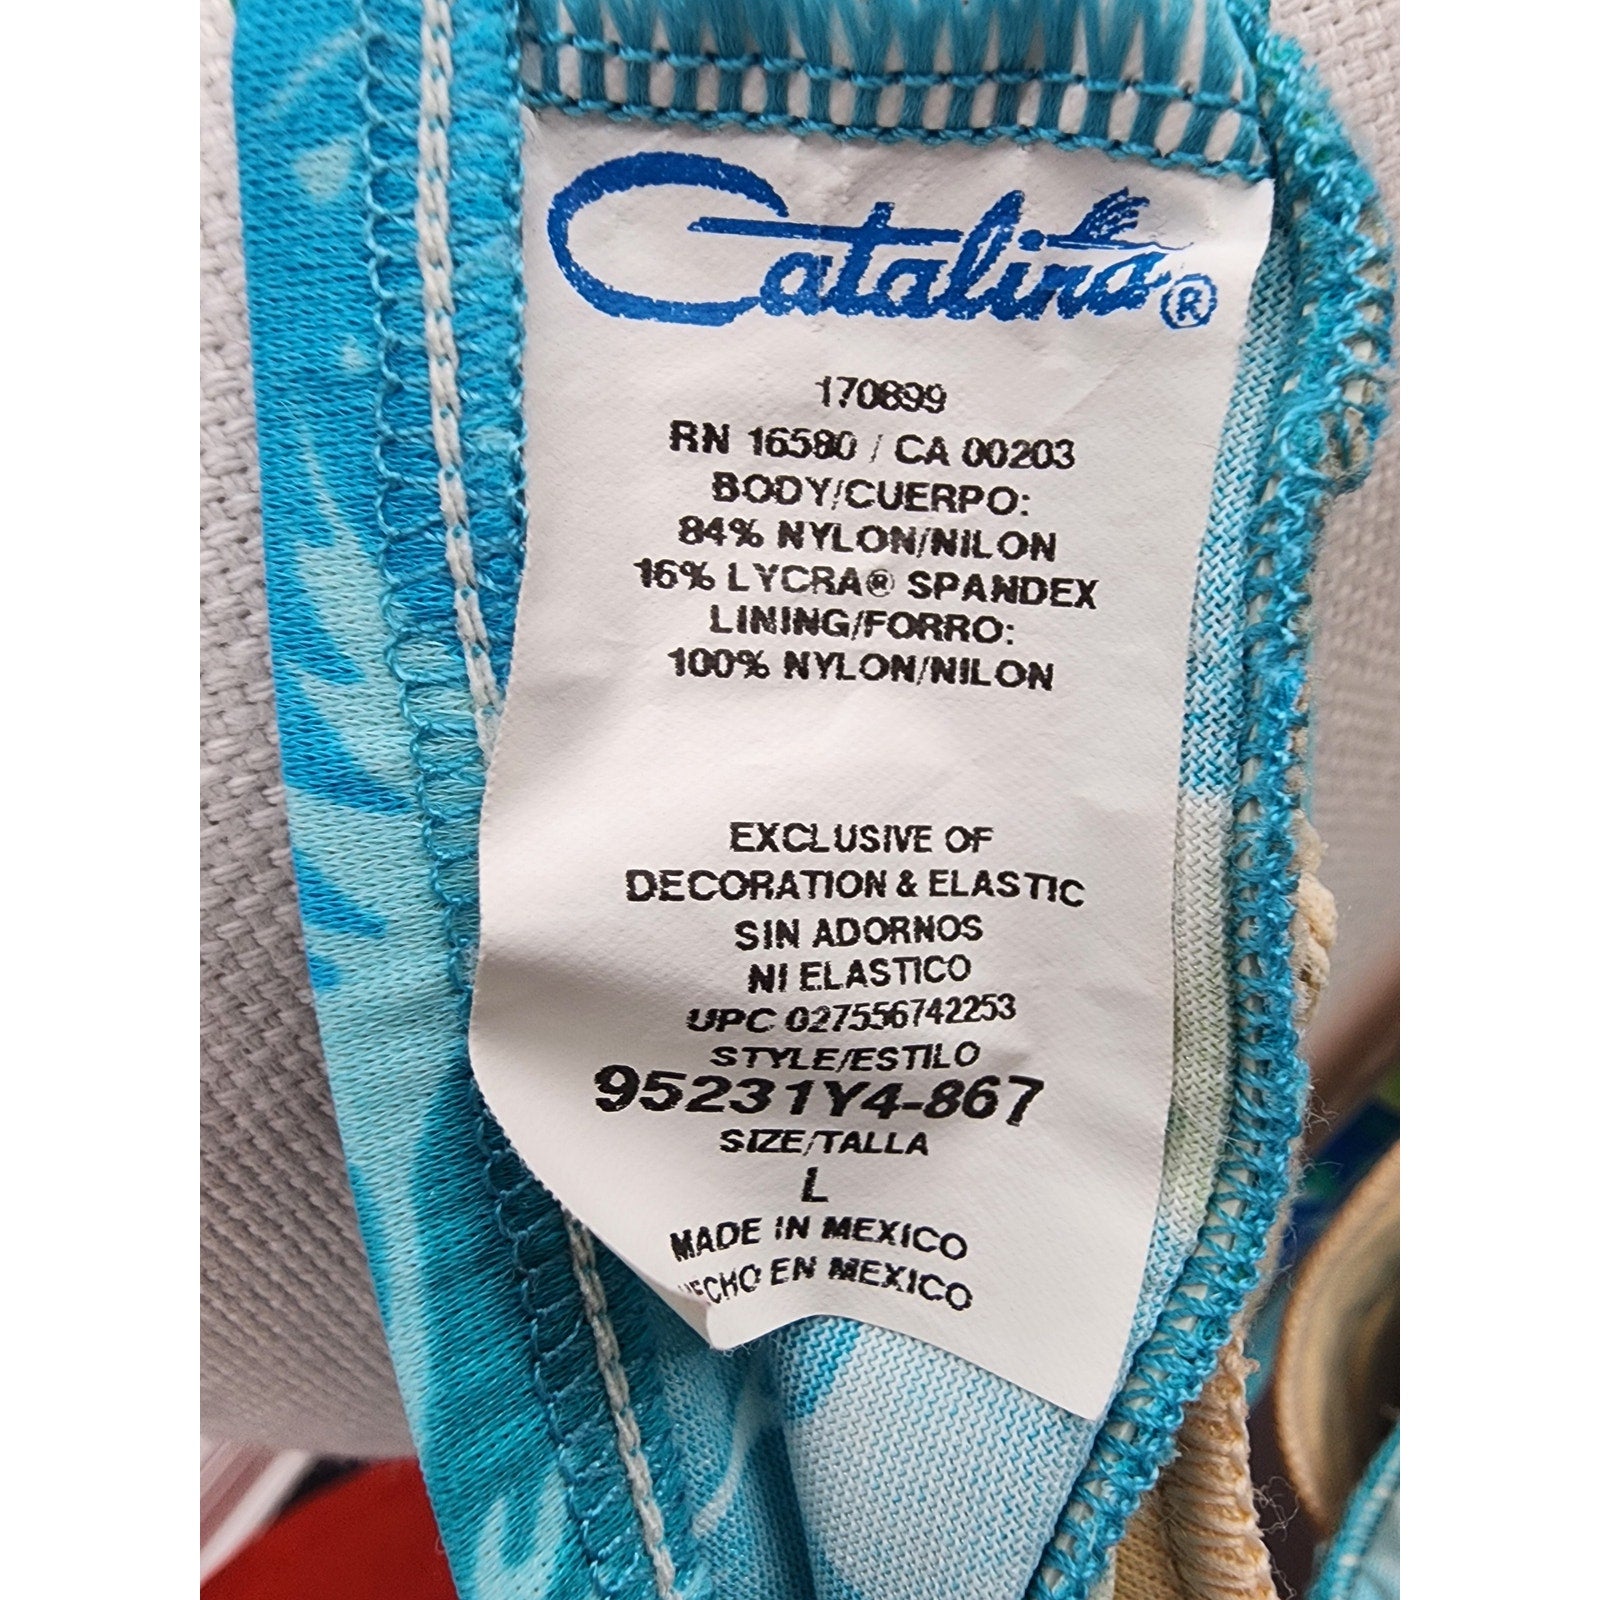 Catalina®
170899
RN 16580 / CA 00203
BODY/CUERPO:
84% NYLON/NILON
16% LYCRA® SPANDEX
LINING/FORRO:
100% NYLON/NILON
EXCLUSIVE OF
DECORATION & ELASTIC
SIN ADORNOS
NI ELASTICO
UPC 027556742253
STYLE/ESTILO
95231Y4-867
SIZE/TALLA
L
MADE IN MEXICO
HECHO EN MEXICO